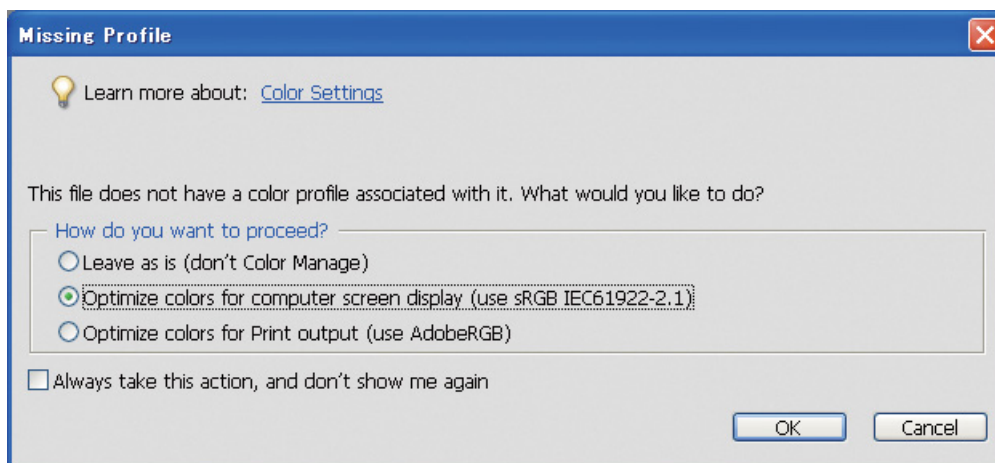 Missing Profile
Learn more about: Color Settings
This file does not have a color profile associated with it. What would you like to do?
How do you want to proceed?
Leave as is (don't Color Manage)
Optimize colors for computer screen display (use sRGB IEC61922-2.1)
Optimize colors for Print output (use AdobeRGB)
Always take this action, and don't show me again
OK Cancel